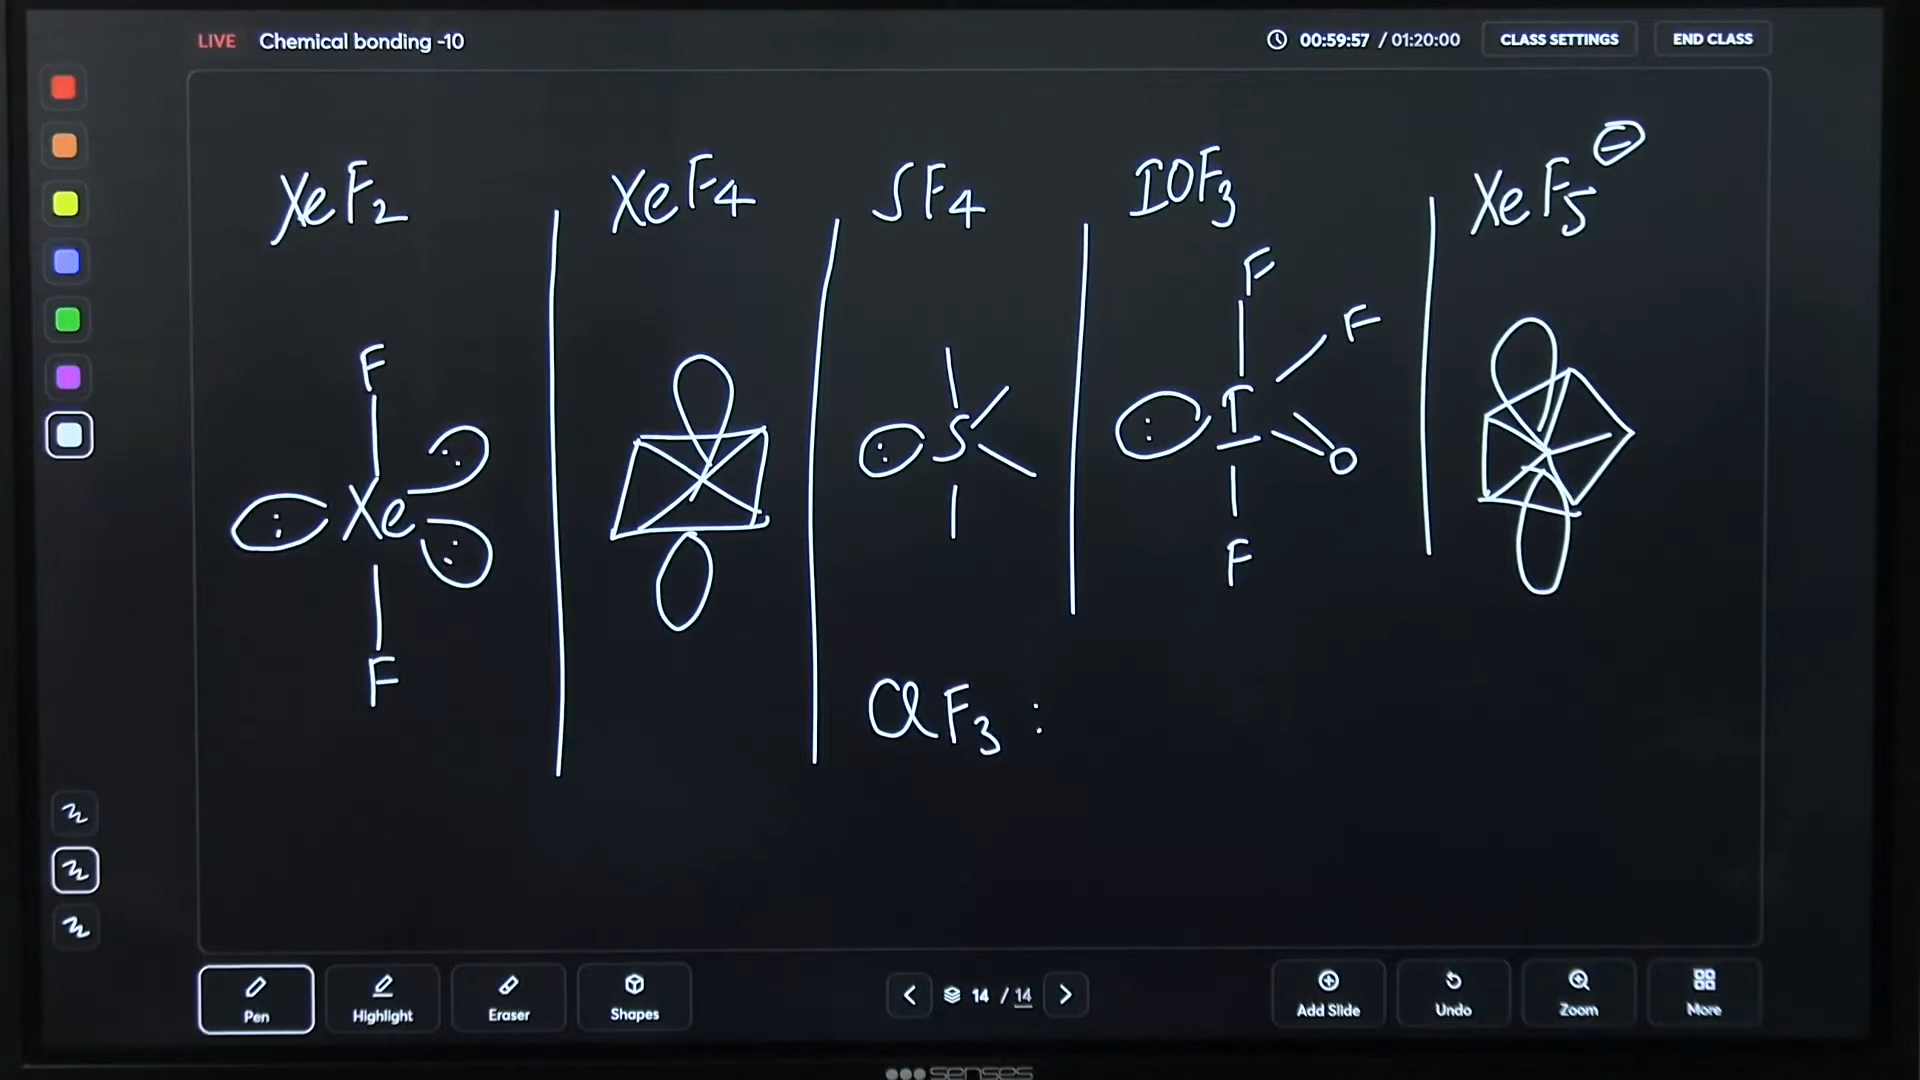 LIVE Chemical bonding -10
00:59:57 / 01:20:00 CLASS SETTINGS END CLASS
XeF2 XeF4 SF4 IOF3 XeF5⊖
F
F
F
Xe
S
I
O
F
F
ClF3 :
Pen Highlight Eraser Shapes 14 / 14 Add Slide Undo Zoom More
senses